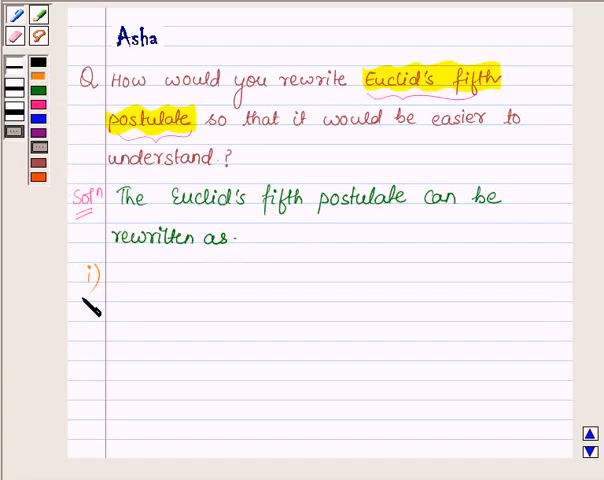 Asha
Q How would you rewrite Euclid's fifth
postulate, so that it would be easier to
understand.?
Solⁿ The Euclid's fifth postulate can be
rewritten as.
i)